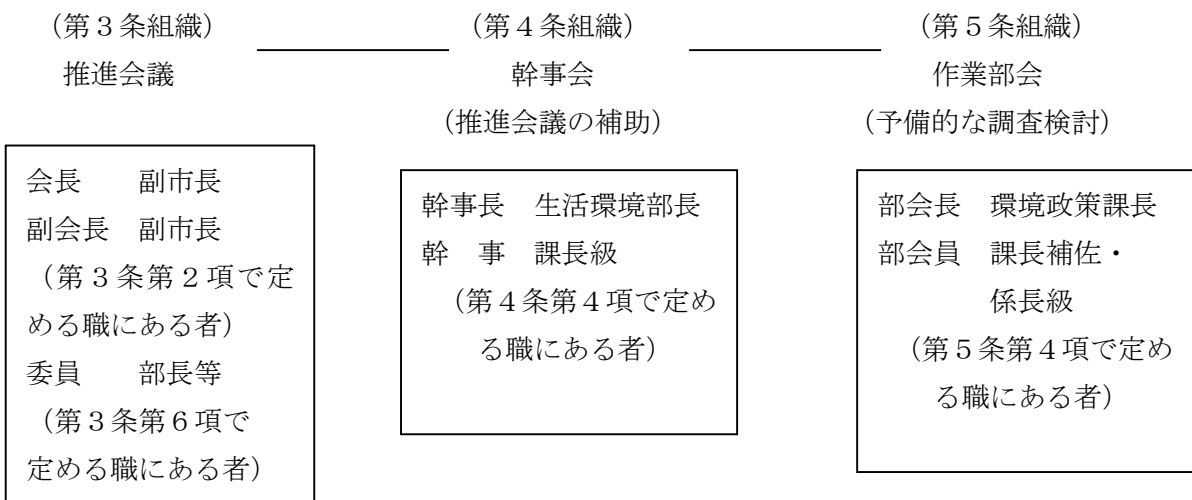 （第３条組織）
推進会議
会長　　副市長
副会長　副市長
（第３条第２項で定
める職にある者）
委員　　部長等
（第３条第６項で
定める職にある者）
（第４条組織）
幹事会
（推進会議の補助）
幹事長　生活環境部長
幹　事　課長級
（第４条第４項で定め
る職にある者）
（第５条組織）
作業部会
（予備的な調査検討）
部会長　環境政策課長
部会員　課長補佐・
係長級
（第５条第４項で定め
る職にある者）